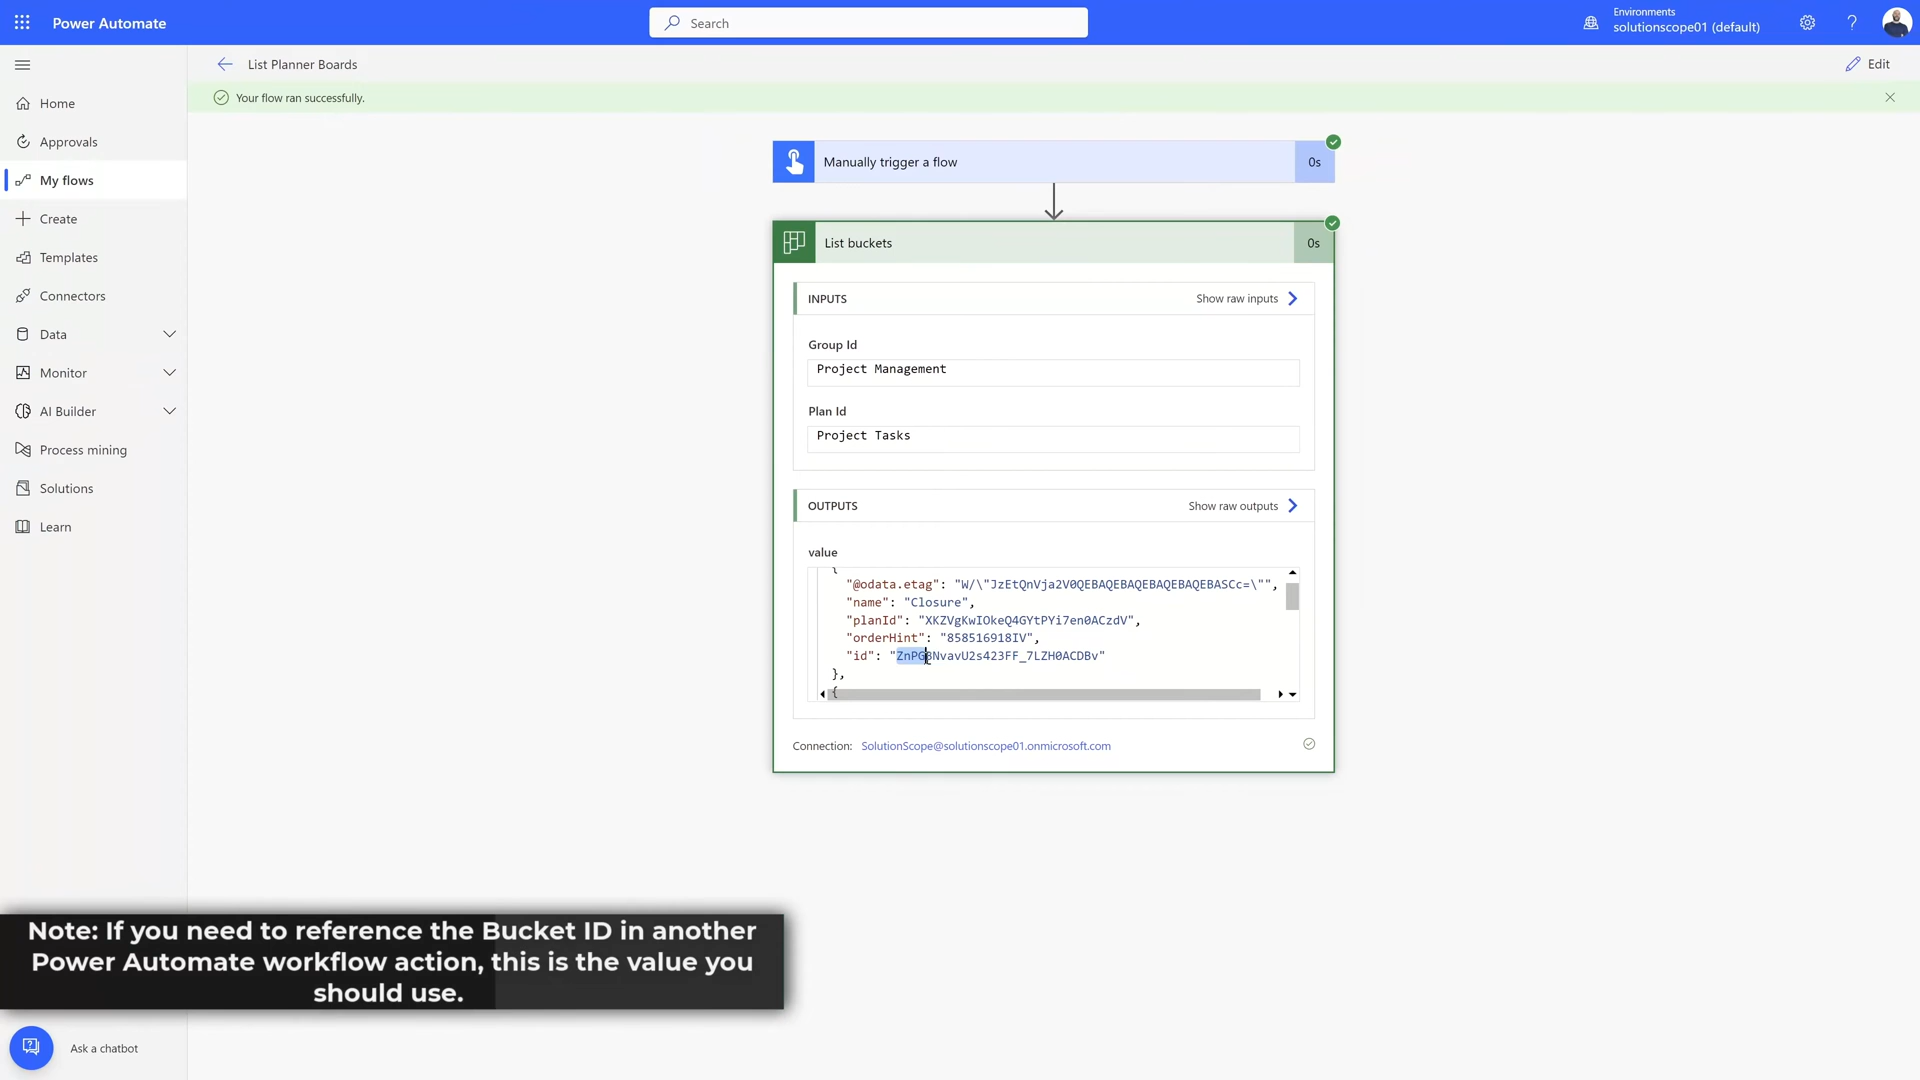 Power Automate
Search
Environments
solutionscope01 (default)
List Planner Boards
Edit
Your flow ran successfully.
Home
Approvals
My flows
Create
Templates
Connectors
Data
Monitor
AI Builder
Process mining
Solutions
Learn
Manually trigger a flow
0s
List buckets
0s
INPUTS
Show raw inputs
Group Id
Project Management
Plan Id
Project Tasks
OUTPUTS
Show raw outputs
value
{
"@odata.etag": "W/\"JzEtQnVja2V0QEBAQEBAQEBAQEBAQEBASCc=\"",
"name": "Closure",
"planId": "XKZVgKwIOkeQ4GYtPYi7en0ACzdV",
"orderHint": "858516918IV",
"id": "ZnPG8NvavU2s423FF_7LZH0ACDBv"
},
{
Connection: SolutionScope@solutionscope01.onmicrosoft.com
Note: If you need to reference the Bucket ID in another
Power Automate workflow action, this is the value you
should use.
Ask a chatbot